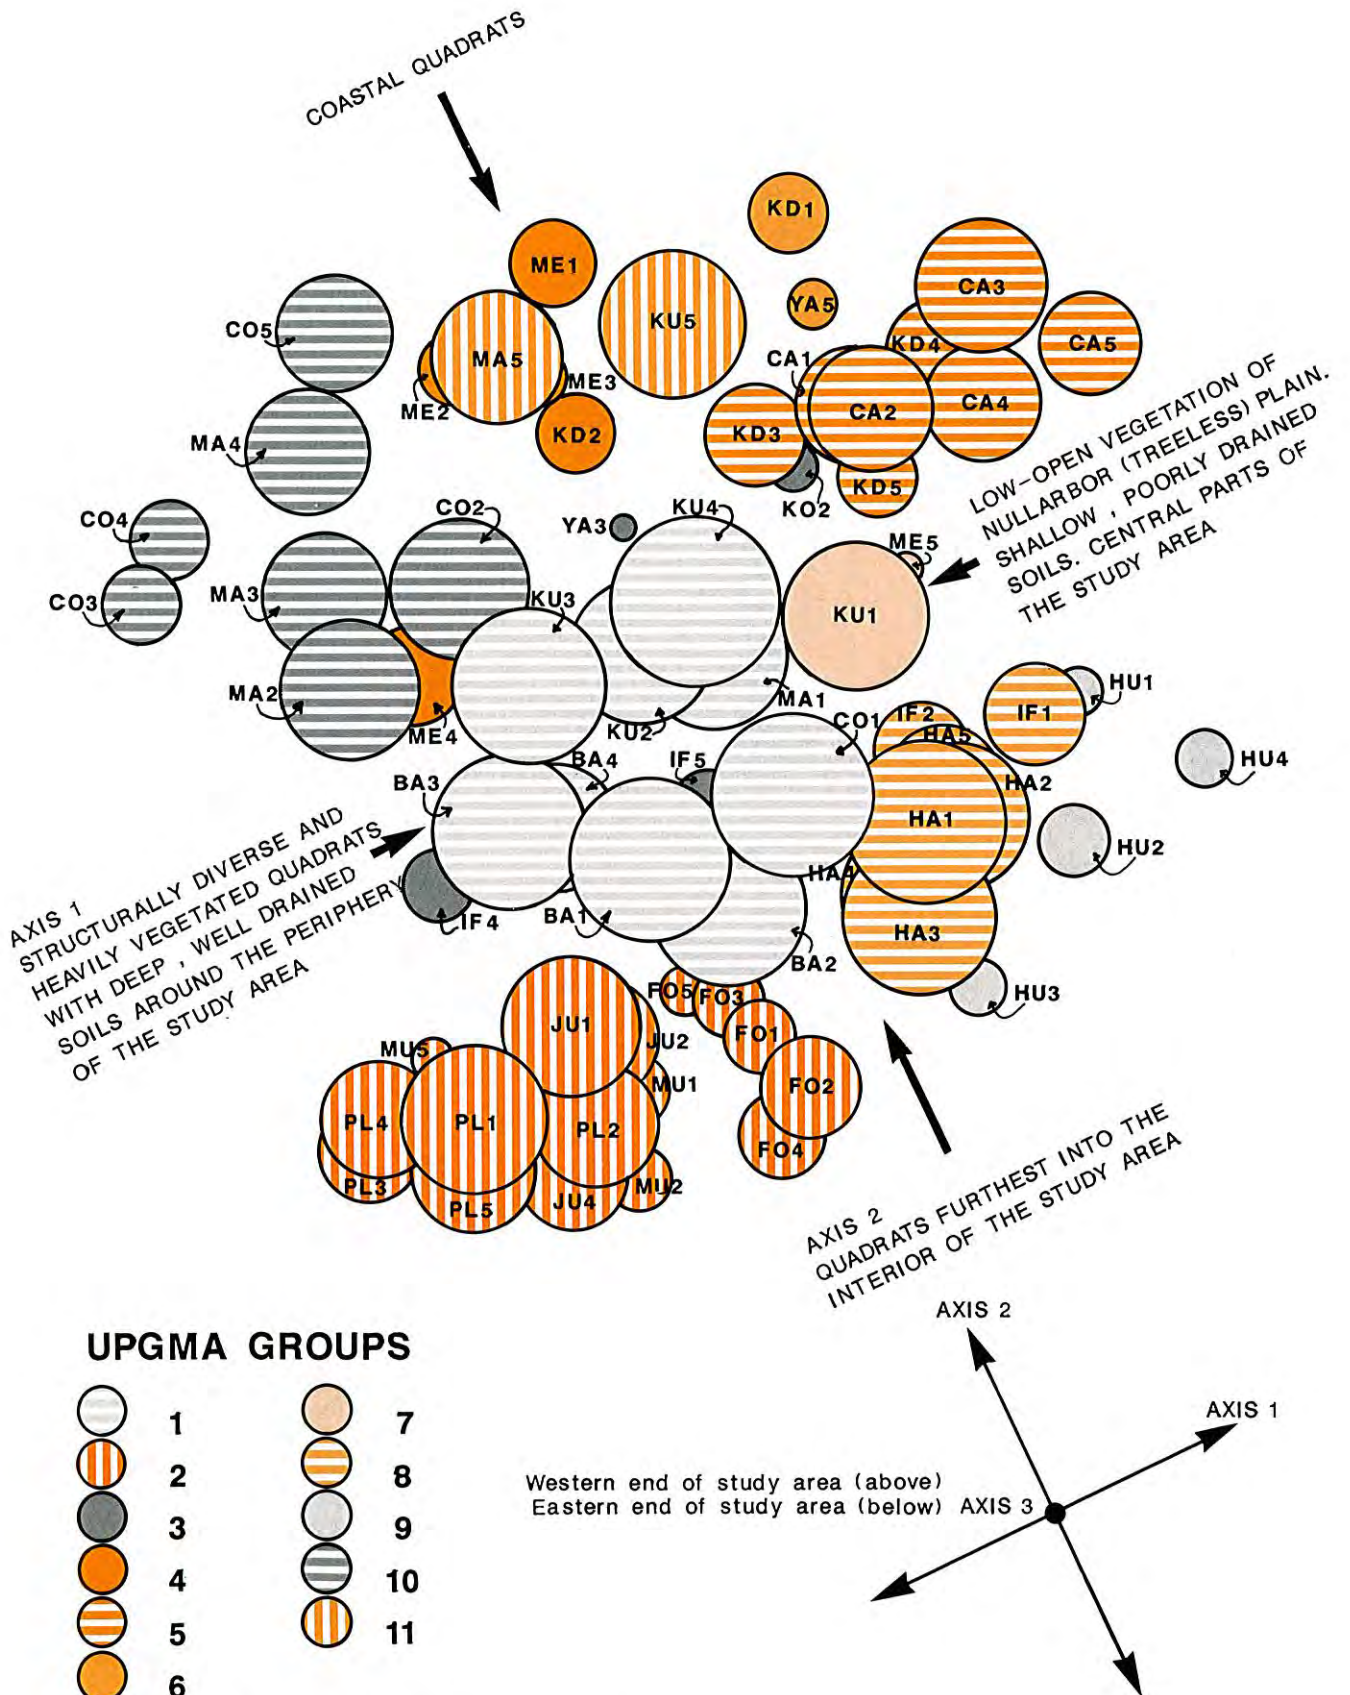 COASTAL QUADRATS
KD1
ME1
CA3
YA5
KU5
CO5
KD4
CA5
MA5
CA1
ME3
ME2
CA2
CA4
MA4
KD2
KD3
LOW-OPEN VEGETATION OF
NULLARBOR (TREELESS) PLAIN.
SHALLOW , POORLY DRAINED
SOILS. CENTRAL PARTS OF
THE STUDY AREA
KD5
KO2
CO4
CO2
YA3
KU4
ME5
CO3
MA3
KU3
KU1
MA2
MA1
HU1
ME4
KU2
CO1
IF2
IF1
HA5
BA4
IF5
HU4
BA3
HA2
HA1
HU2
AXIS 1
STRUCTURALLY DIVERSE AND
HEAVILY VEGETATED QUADRATS
WITH DEEP , WELL DRAINED
SOILS AROUND THE PERIPHERY
OF THE STUDY AREA
HA4
IF4
BA1
HA3
BA2
FO5
FO3
HU3
JU1
JU2
FO1
MU5
MU1
FO2
PL4
PL1
PL2
FO4
PL3
MU2
PL5
JU4
AXIS 2
QUADRATS FURTHEST INTO THE
INTERIOR OF THE STUDY AREA
UPGMA GROUPS
1
2
3
4
5
6
7
8
9
10
11
AXIS 2
AXIS 1
Western end of study area (above)
Eastern end of study area (below) AXIS 3